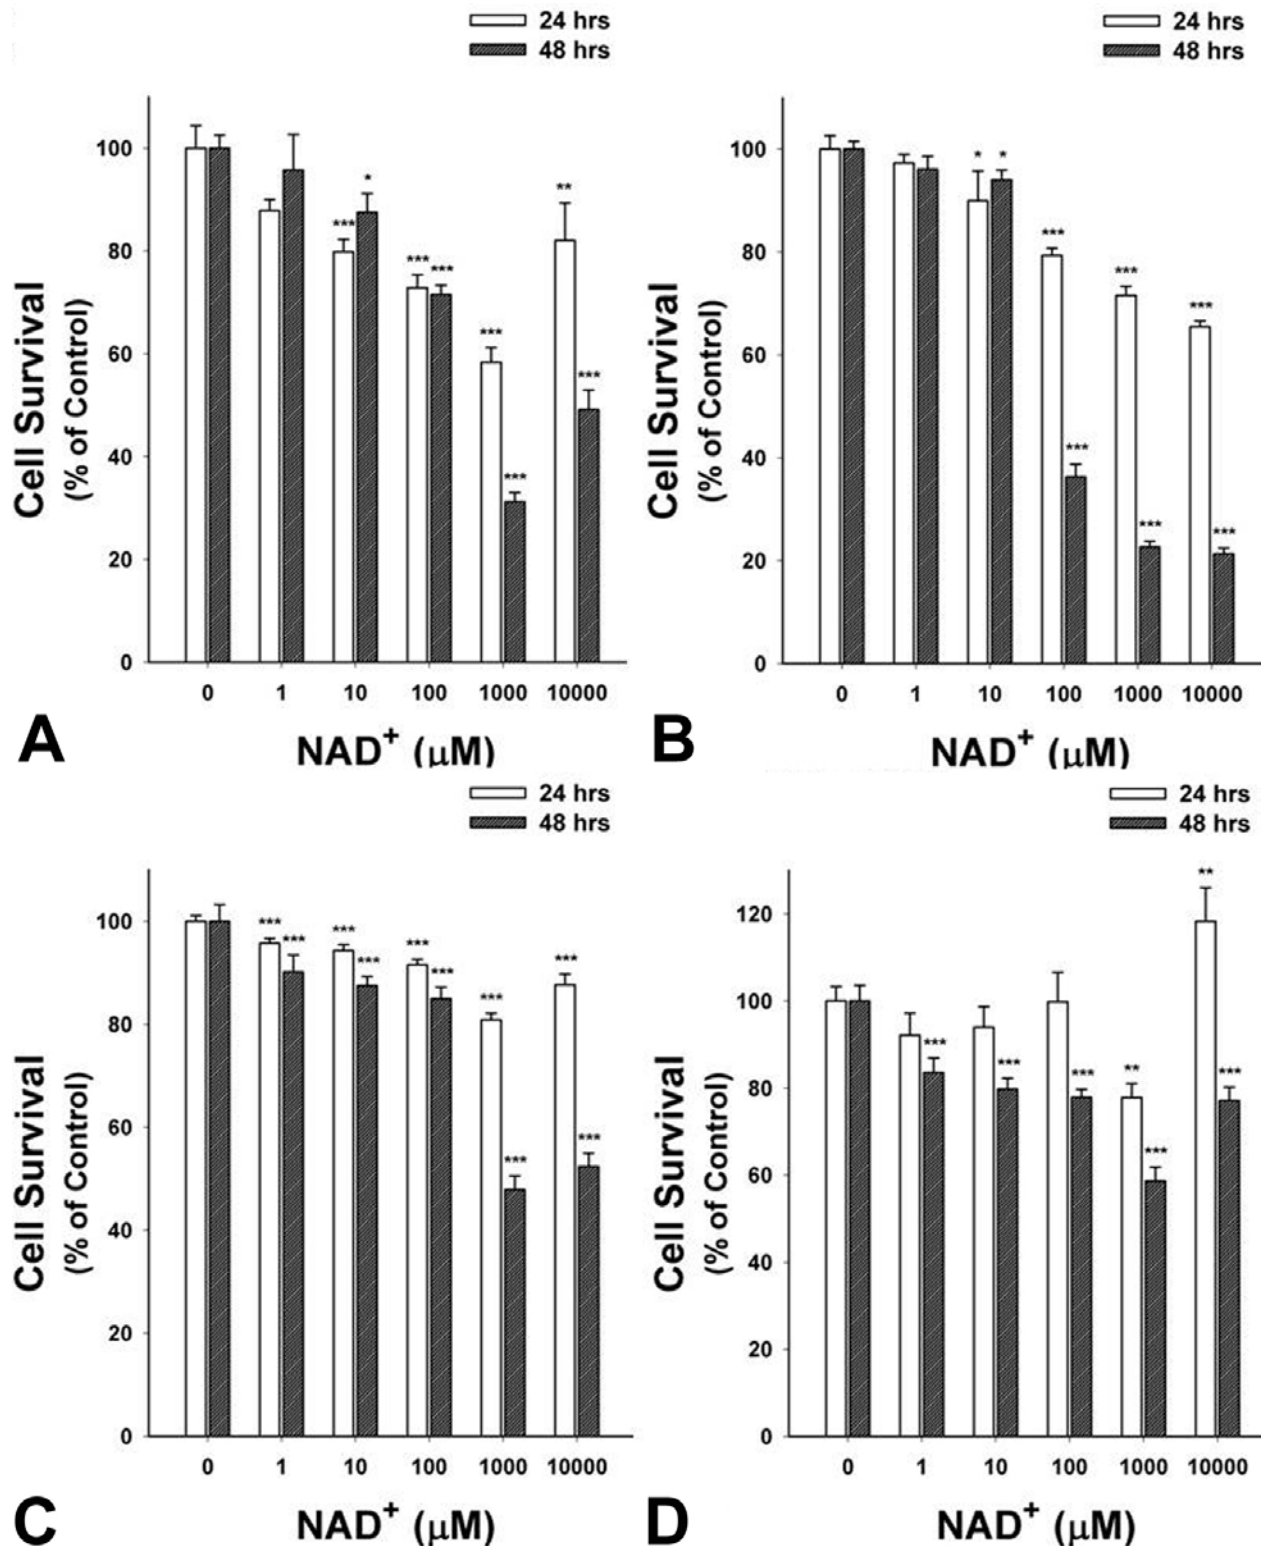 24 hrs
48 hrs
100
80
60
40
20
0
Cell Survival
(% of Control)
***
*
***
***
***
***
**
***
0 1 10 100 1000 10000
NAD+ (μM)
A
24 hrs
48 hrs
100
80
60
40
20
0
Cell Survival
(% of Control)
*
*
***
***
***
***
***
***
0 1 10 100 1000 10000
NAD+ (μM)
B
24 hrs
48 hrs
100
80
60
40
20
0
Cell Survival
(% of Control)
***
***
***
***
***
***
***
***
***
***
0 1 10 100 1000 10000
NAD+ (μM)
C
24 hrs
48 hrs
120
100
80
60
40
20
0
Cell Survival
(% of Control)
***
***
***
**
***
**
***
0 1 10 100 1000 10000
NAD+ (μM)
D